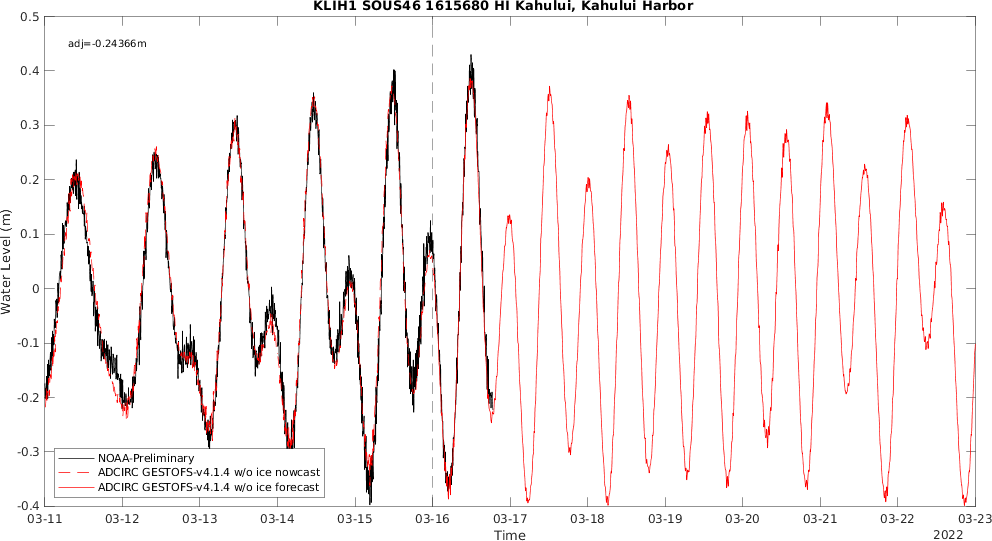 KLIH1 SOUS46 1615680 HI Kahului, Kahului Harbor
adj=-0.24366m
0.5
0.4
0.3
0.2
0.1
0
-0.1
-0.2
-0.3
-0.4
Water Level (m)
NOAA-Preliminary
ADCIRC GESTOFS-v4.1.4 w/o ice nowcast
ADCIRC GESTOFS-v4.1.4 w/o ice forecast
03-11 03-12 03-13 03-14 03-15 03-16 03-17 03-18 03-19 03-20 03-21 03-22 03-23
Time
2022